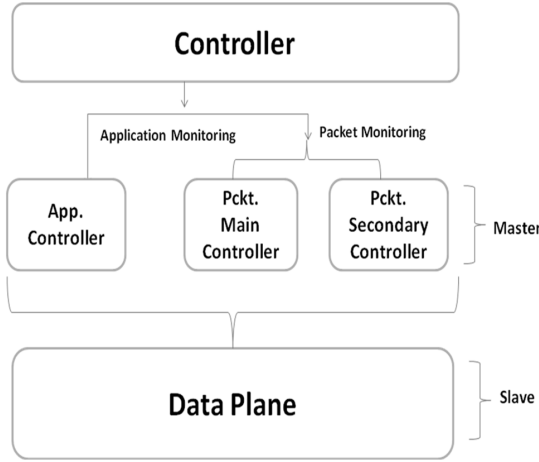 Controller
Application Monitoring
Packet Monitoring
App.
Controller
Pckt.
Main
Controller
Pckt.
Secondary
Controller
Master
Data Plane
Slave